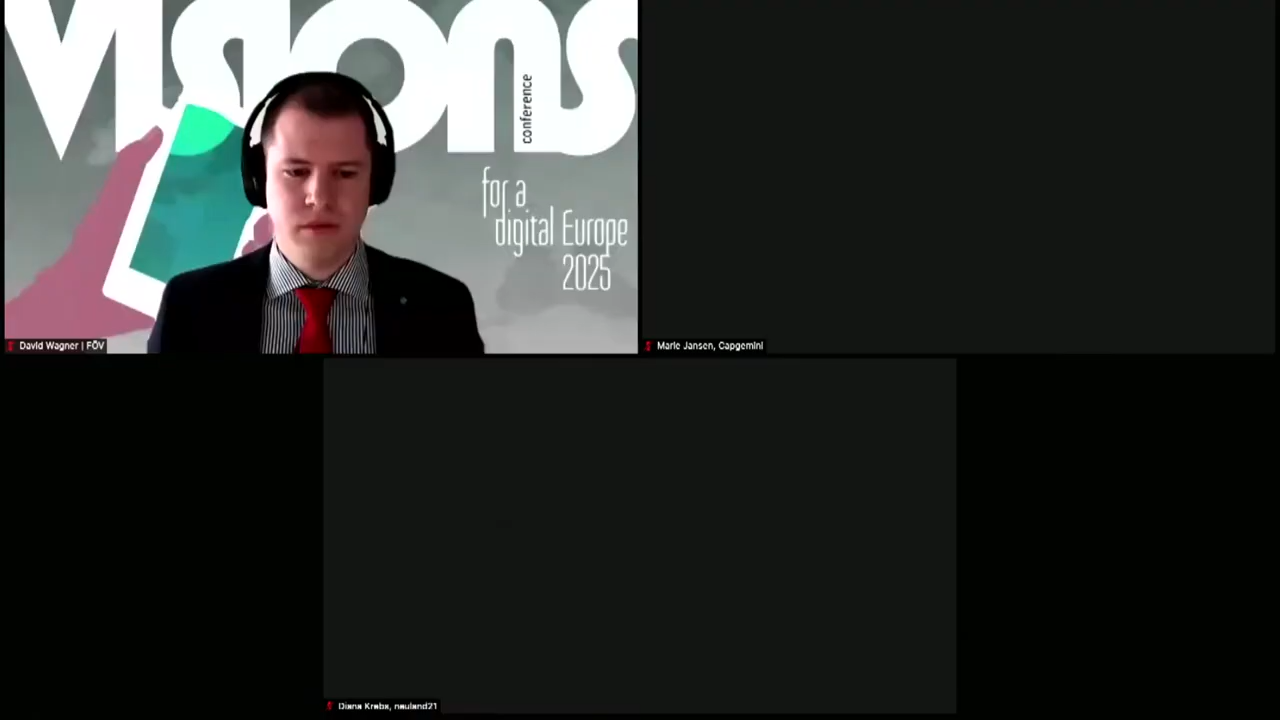 visions
conference
for a
digital Europe
2025
David Wagner | FÖV
Marie Jansen, Capgemini
Diana Krebs, neuland21